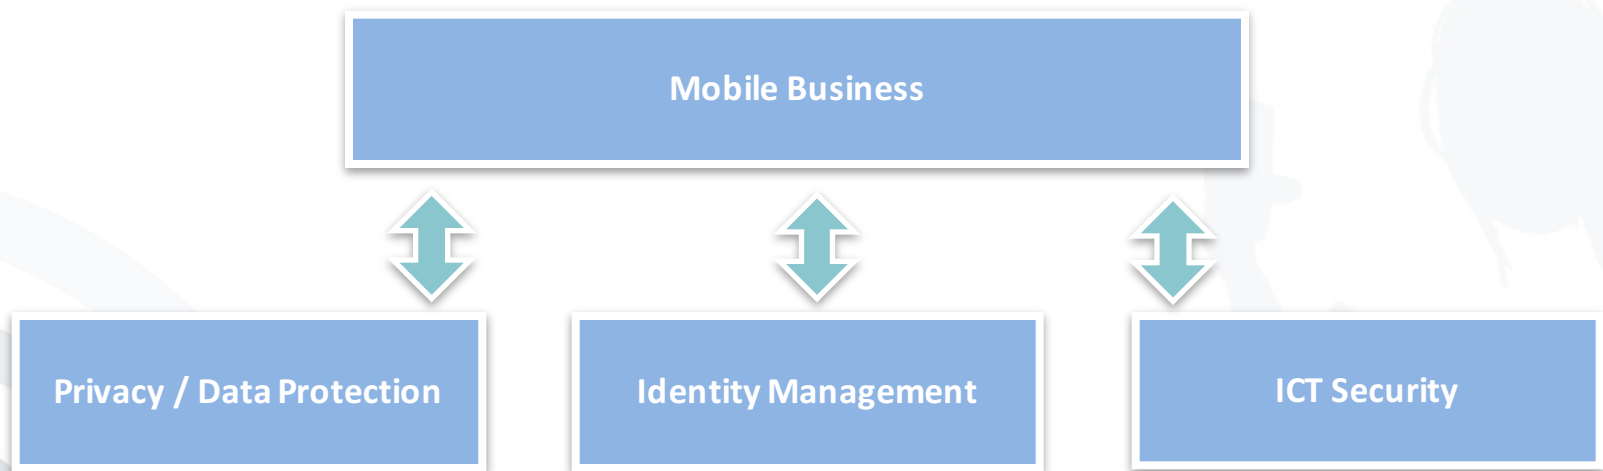 Mobile Business
Privacy / Data Protection
Identity Management
ICT Security